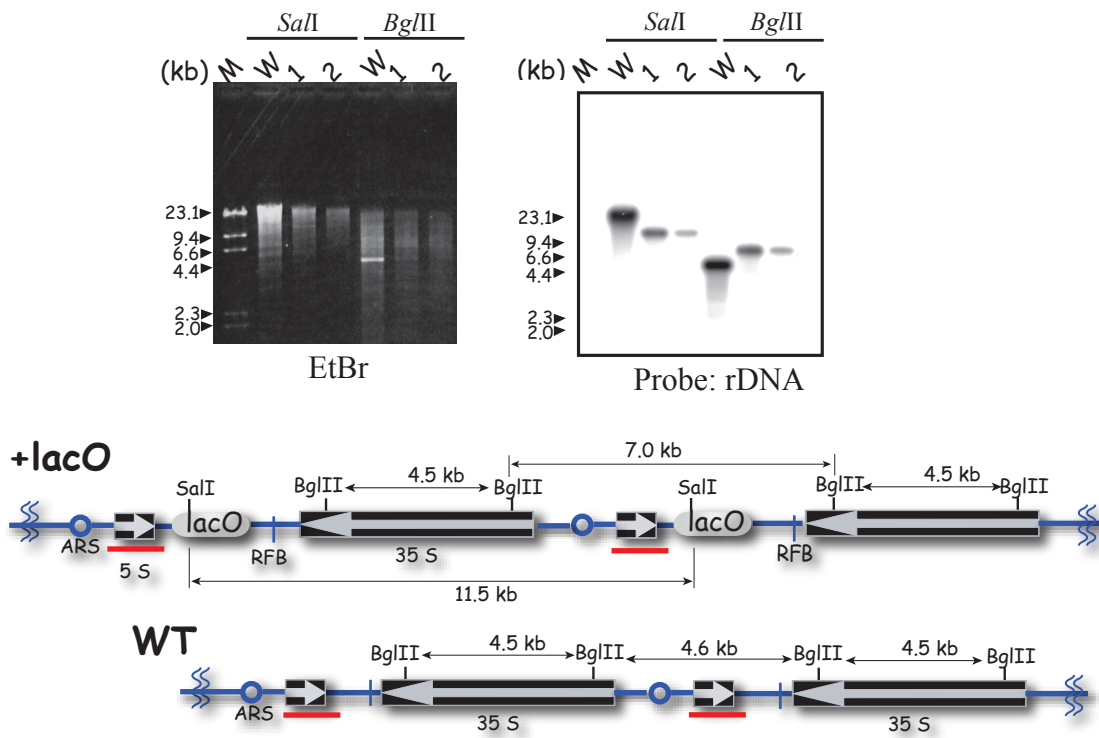 SalI BglII
(kb) M W 1 2 W 1 2
23.1
9.4
6.6
4.4
2.3
2.0
EtBr
SalI BglII
(kb) M W 1 2 W 1 2
23.1
9.4
6.6
4.4
2.3
2.0
Probe: rDNA
+lacO
7.0 kb
4.5 kb 4.5 kb
SalI BglII BglII SalI BglII BglII
lacO lacO
ARS 5 S RFB 35 S RFB
11.5 kb
WT
4.5 kb 4.6 kb 4.5 kb
BglII BglII BglII BglII
ARS 35 S 35 S